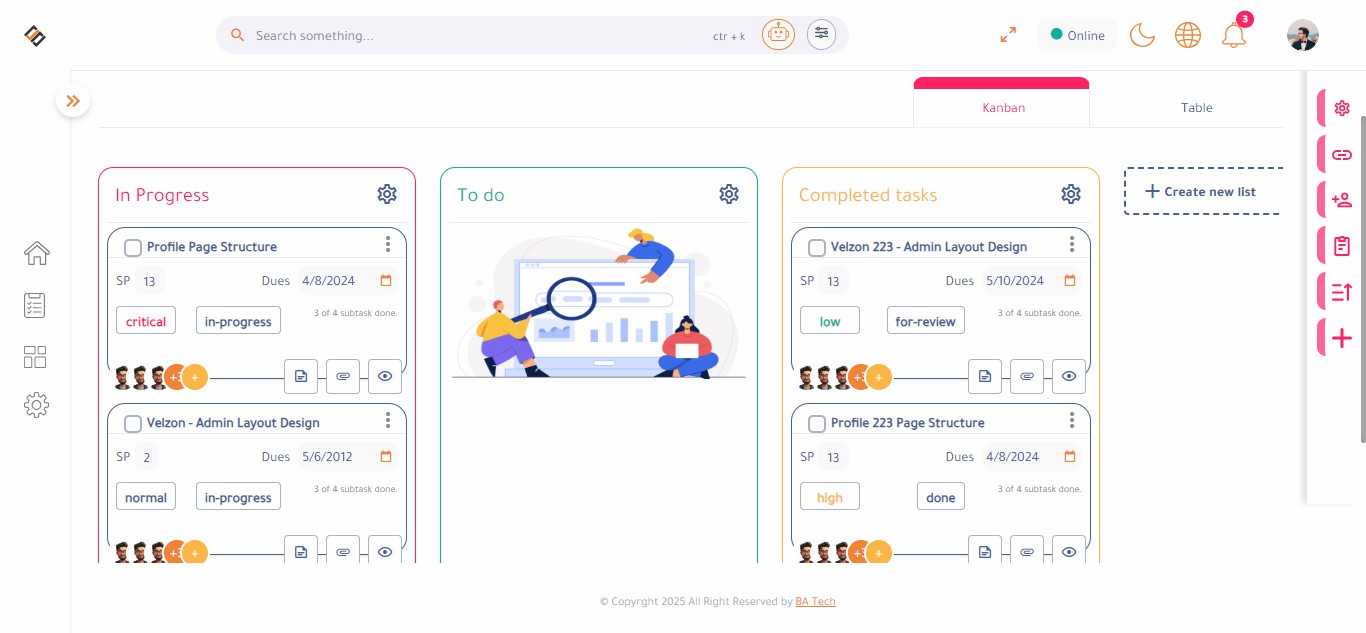 Search something...
ctr + k
Online
3
Kanban
Table
In Progress
Profile Page Structure
SP 13 Dues 4/8/2024
critical in-progress 3 of 4 subtask done.
+
Velzon - Admin Layout Design
SP 2 Dues 5/6/2012
normal in-progress 3 of 4 subtask done.
+
To do
Completed tasks
Velzon 223 - Admin Layout Design
SP 13 Dues 5/10/2024
low for-review 3 of 4 subtask done.
+
Profile 223 Page Structure
SP 13 Dues 4/8/2024
high done 3 of 4 subtask done.
+
+ Create new list
© Copyrght 2025 All Right Reserved by BA Tech